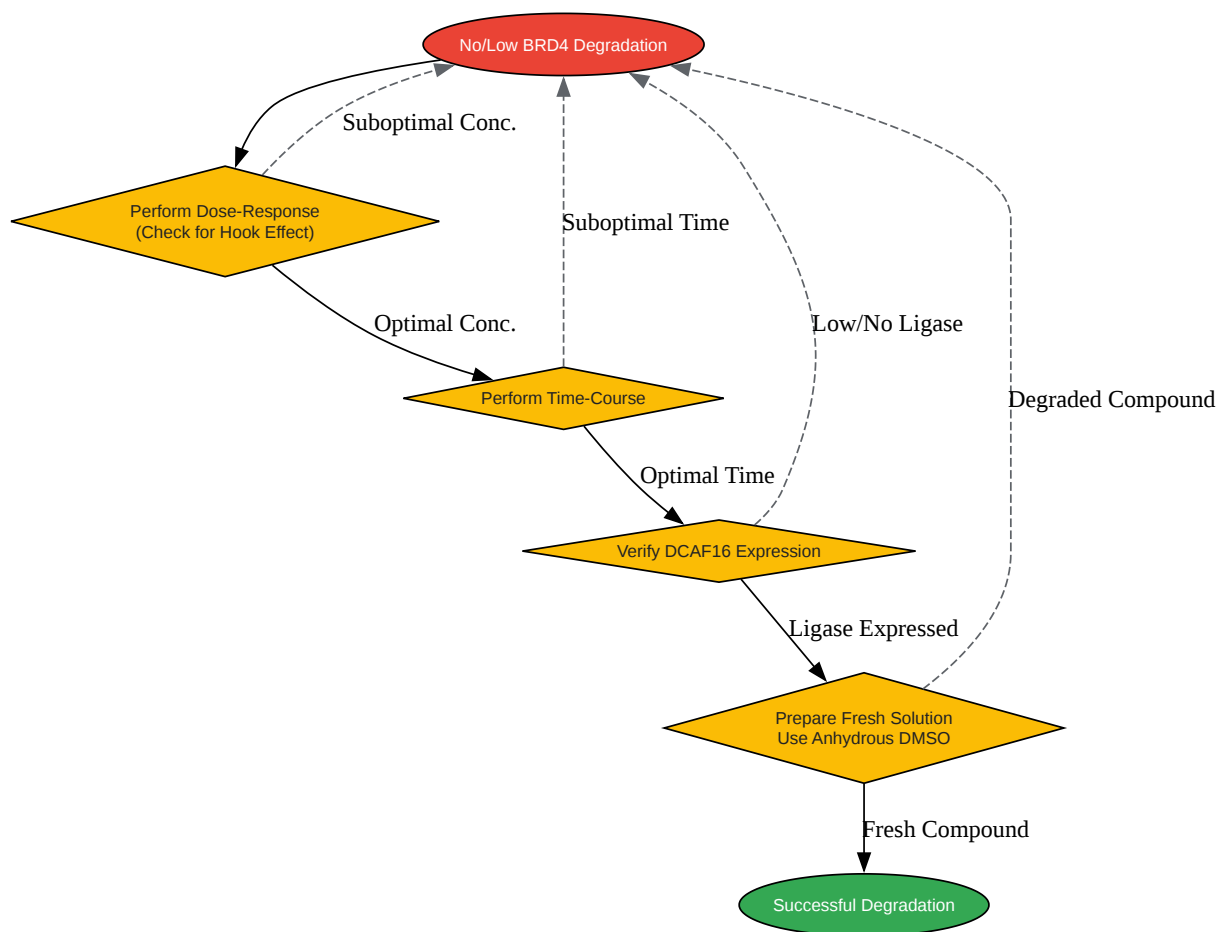 No/Low BRD4 Degradation
Suboptimal Conc.
Perform Dose-Response
(Check for Hook Effect)
Suboptimal Time
Optimal Conc.
Low/No Ligase
Perform Time-Course
Degraded Compound
Optimal Time
Verify DCAF16 Expression
Ligase Expressed
Prepare Fresh Solution
Use Anhydrous DMSO
Fresh Compound
Successful Degradation